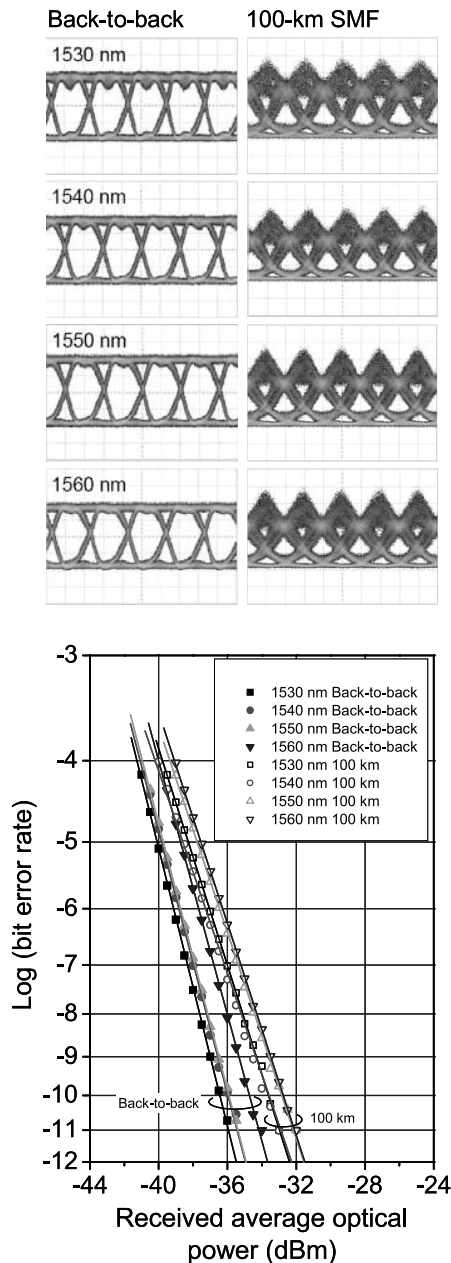 Back-to-back 100-km SMF
1530 nm
1540 nm
1550 nm
1560 nm
-3
-4
-5
-6
-7
-8
-9
-10
-11
-12
Log (bit error rate)
1530 nm Back-to-back
1540 nm Back-to-back
1550 nm Back-to-back
1560 nm Back-to-back
1530 nm 100 km
1540 nm 100 km
1550 nm 100 km
1560 nm 100 km
Back-to-back
100 km
-44 -40 -36 -32 -28 -24
Received average optical
power (dBm)